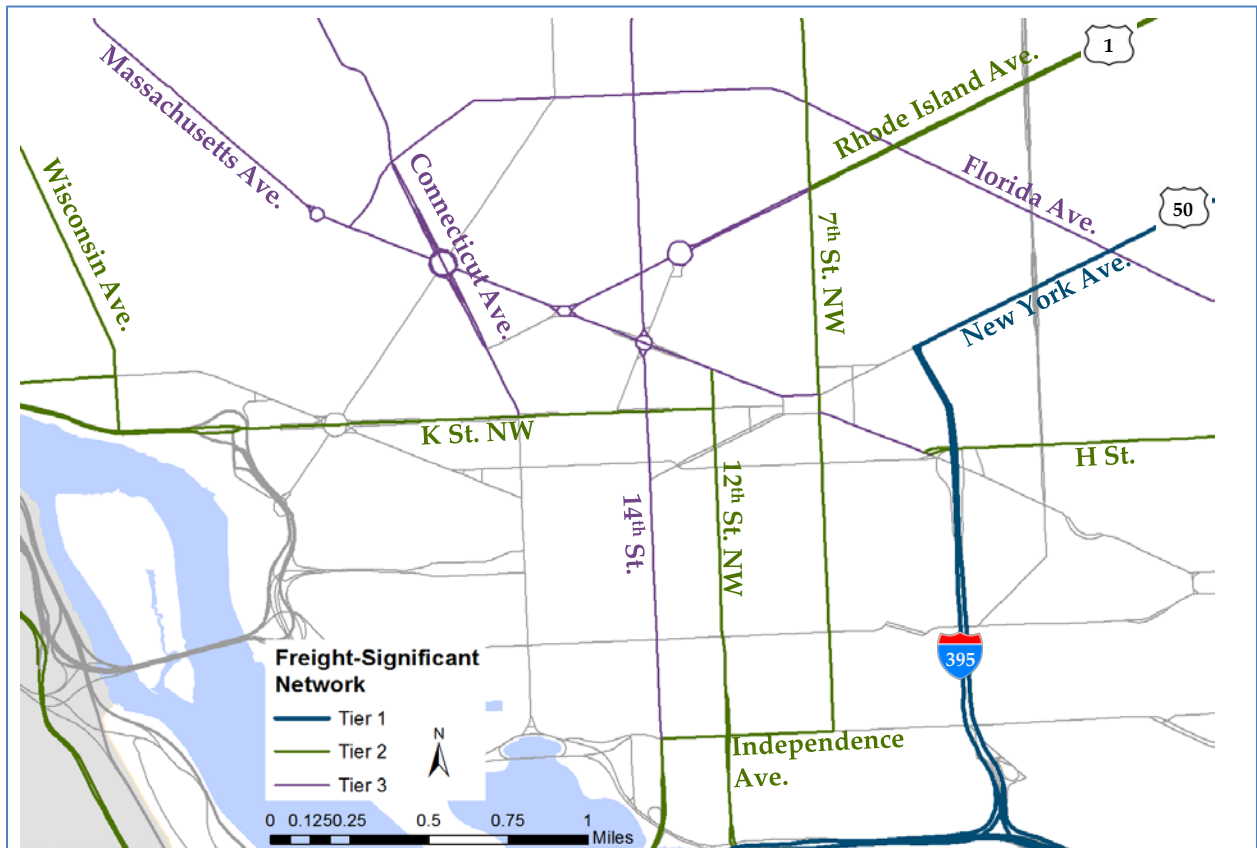 1
Rhode Island Ave.
Massachusetts Ave.
Connecticut Ave.
Florida Ave.
Wisconsin Ave.
50
7th St. NW
New York Ave.
K St. NW
H St.
14th St.
12th St. NW
395
Freight-Significant
Network
Tier 1
Tier 2
Tier 3
N
Independence
Ave.
0 0.1250.25 0.5 0.75 1
Miles